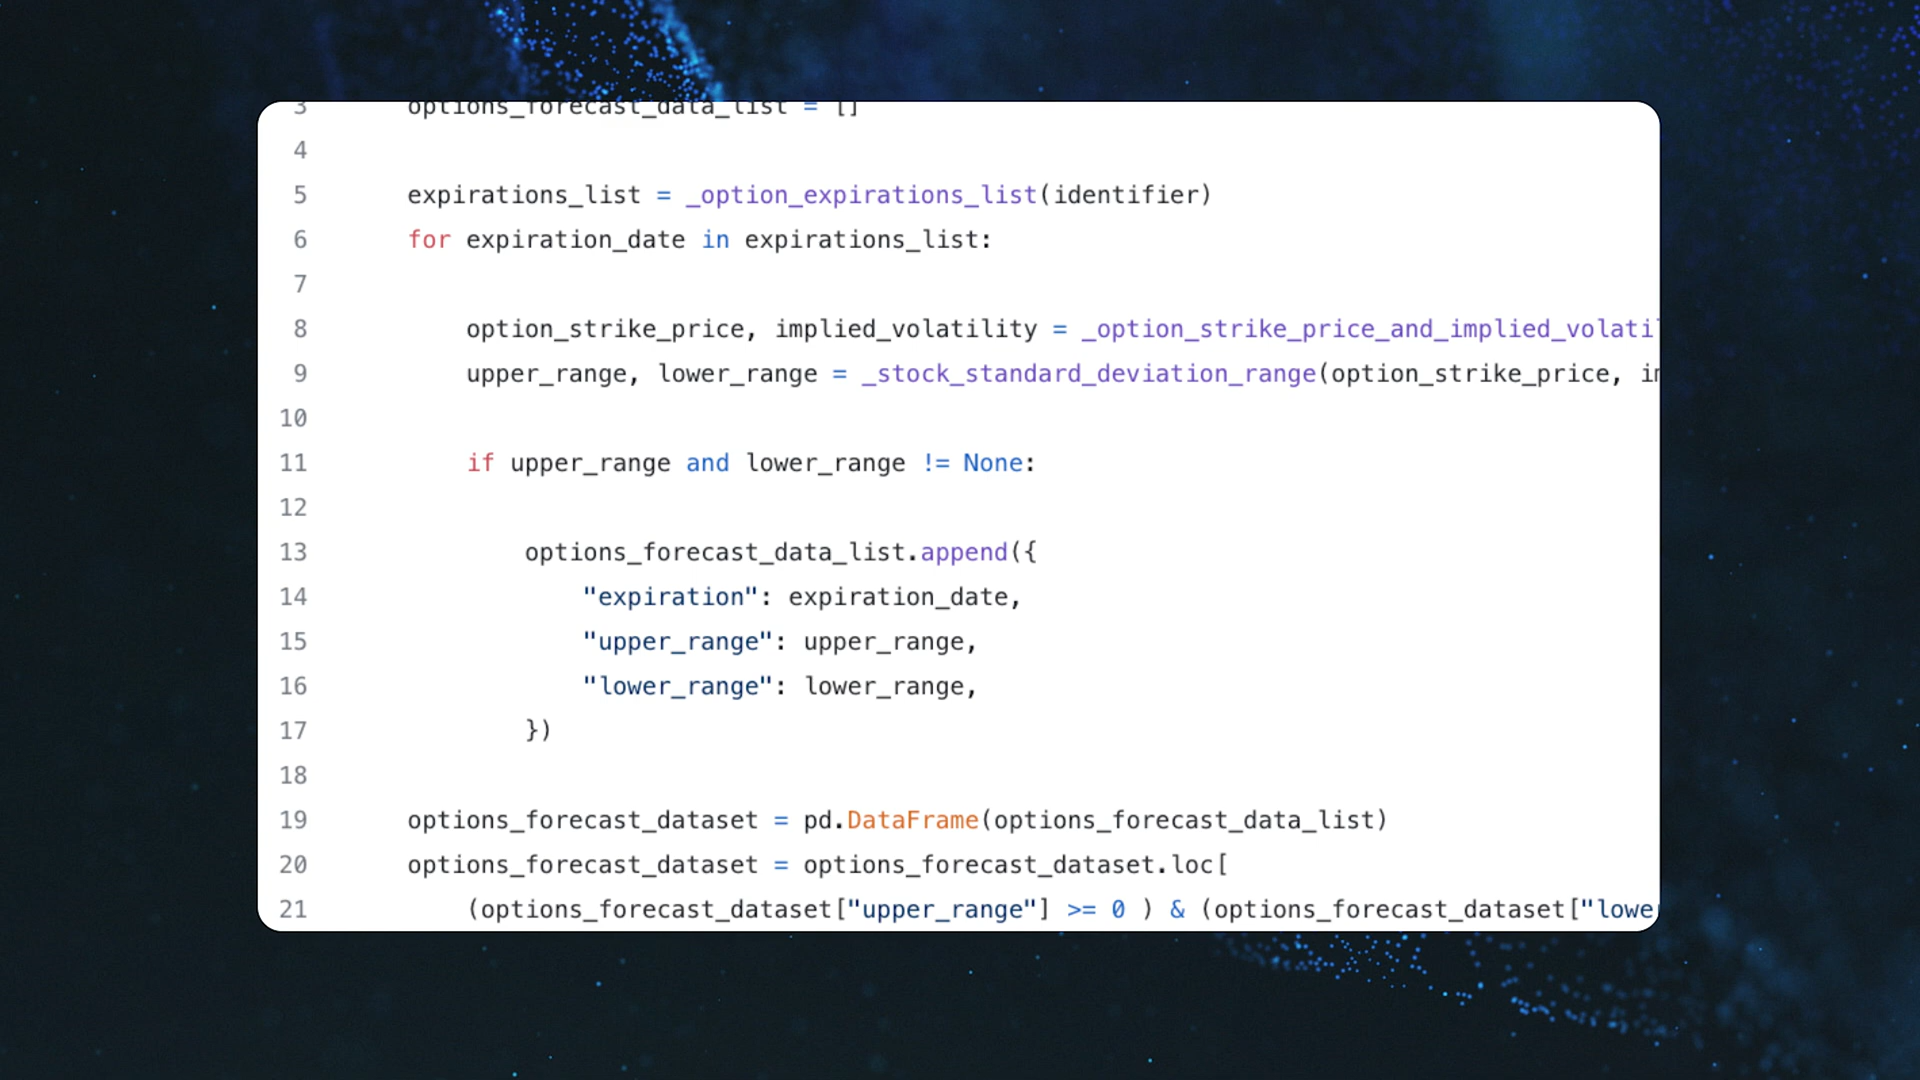 3 options_forecast_data_list = []
4
5 expirations_list = _option_expirations_list(identifier)
6 for expiration_date in expirations_list:
7
8 option_strike_price, implied_volatility = _option_strike_price_and_implied_volati
9 upper_range, lower_range = _stock_standard_deviation_range(option_strike_price, i
10
11 if upper_range and lower_range != None:
12
13 options_forecast_data_list.append({
14 "expiration": expiration_date,
15 "upper_range": upper_range,
16 "lower_range": lower_range,
17 })
18
19 options_forecast_dataset = pd.DataFrame(options_forecast_data_list)
20 options_forecast_dataset = options_forecast_dataset.loc[
21 (options_forecast_dataset["upper_range"] >= 0 ) & (options_forecast_dataset["lowe